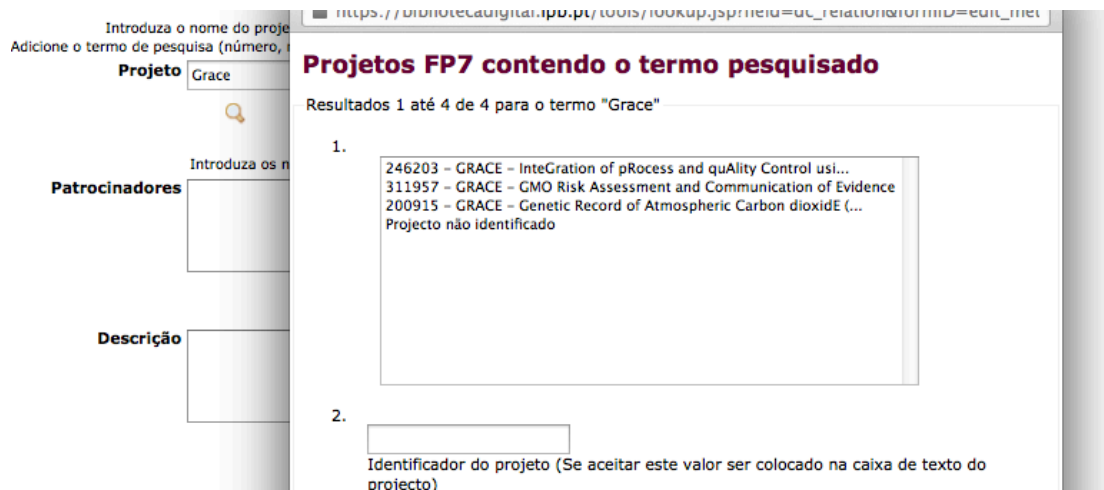 Introduza o nome do proje
Adicione o termo de pesquisa (número, 
Projeto
Grace
Introduza os n
Patrocinadores
Descrição
https://bibliotecadigital.ipb.pt/tools/lookup.jsp?field=dc_relation&formID=edit_met
Projetos FP7 contendo o termo pesquisado
Resultados 1 até 4 de 4 para o termo "Grace"
1.
246203 – GRACE – InteGration of pRocess and quAlity Control usi...
311957 – GRACE – GMO Risk Assessment and Communication of Evidence
200915 – GRACE – Genetic Record of Atmospheric Carbon dioxidE (...
Projecto não identificado
2.
Identificador do projeto (Se aceitar este valor ser colocado na caixa de texto do
projecto)